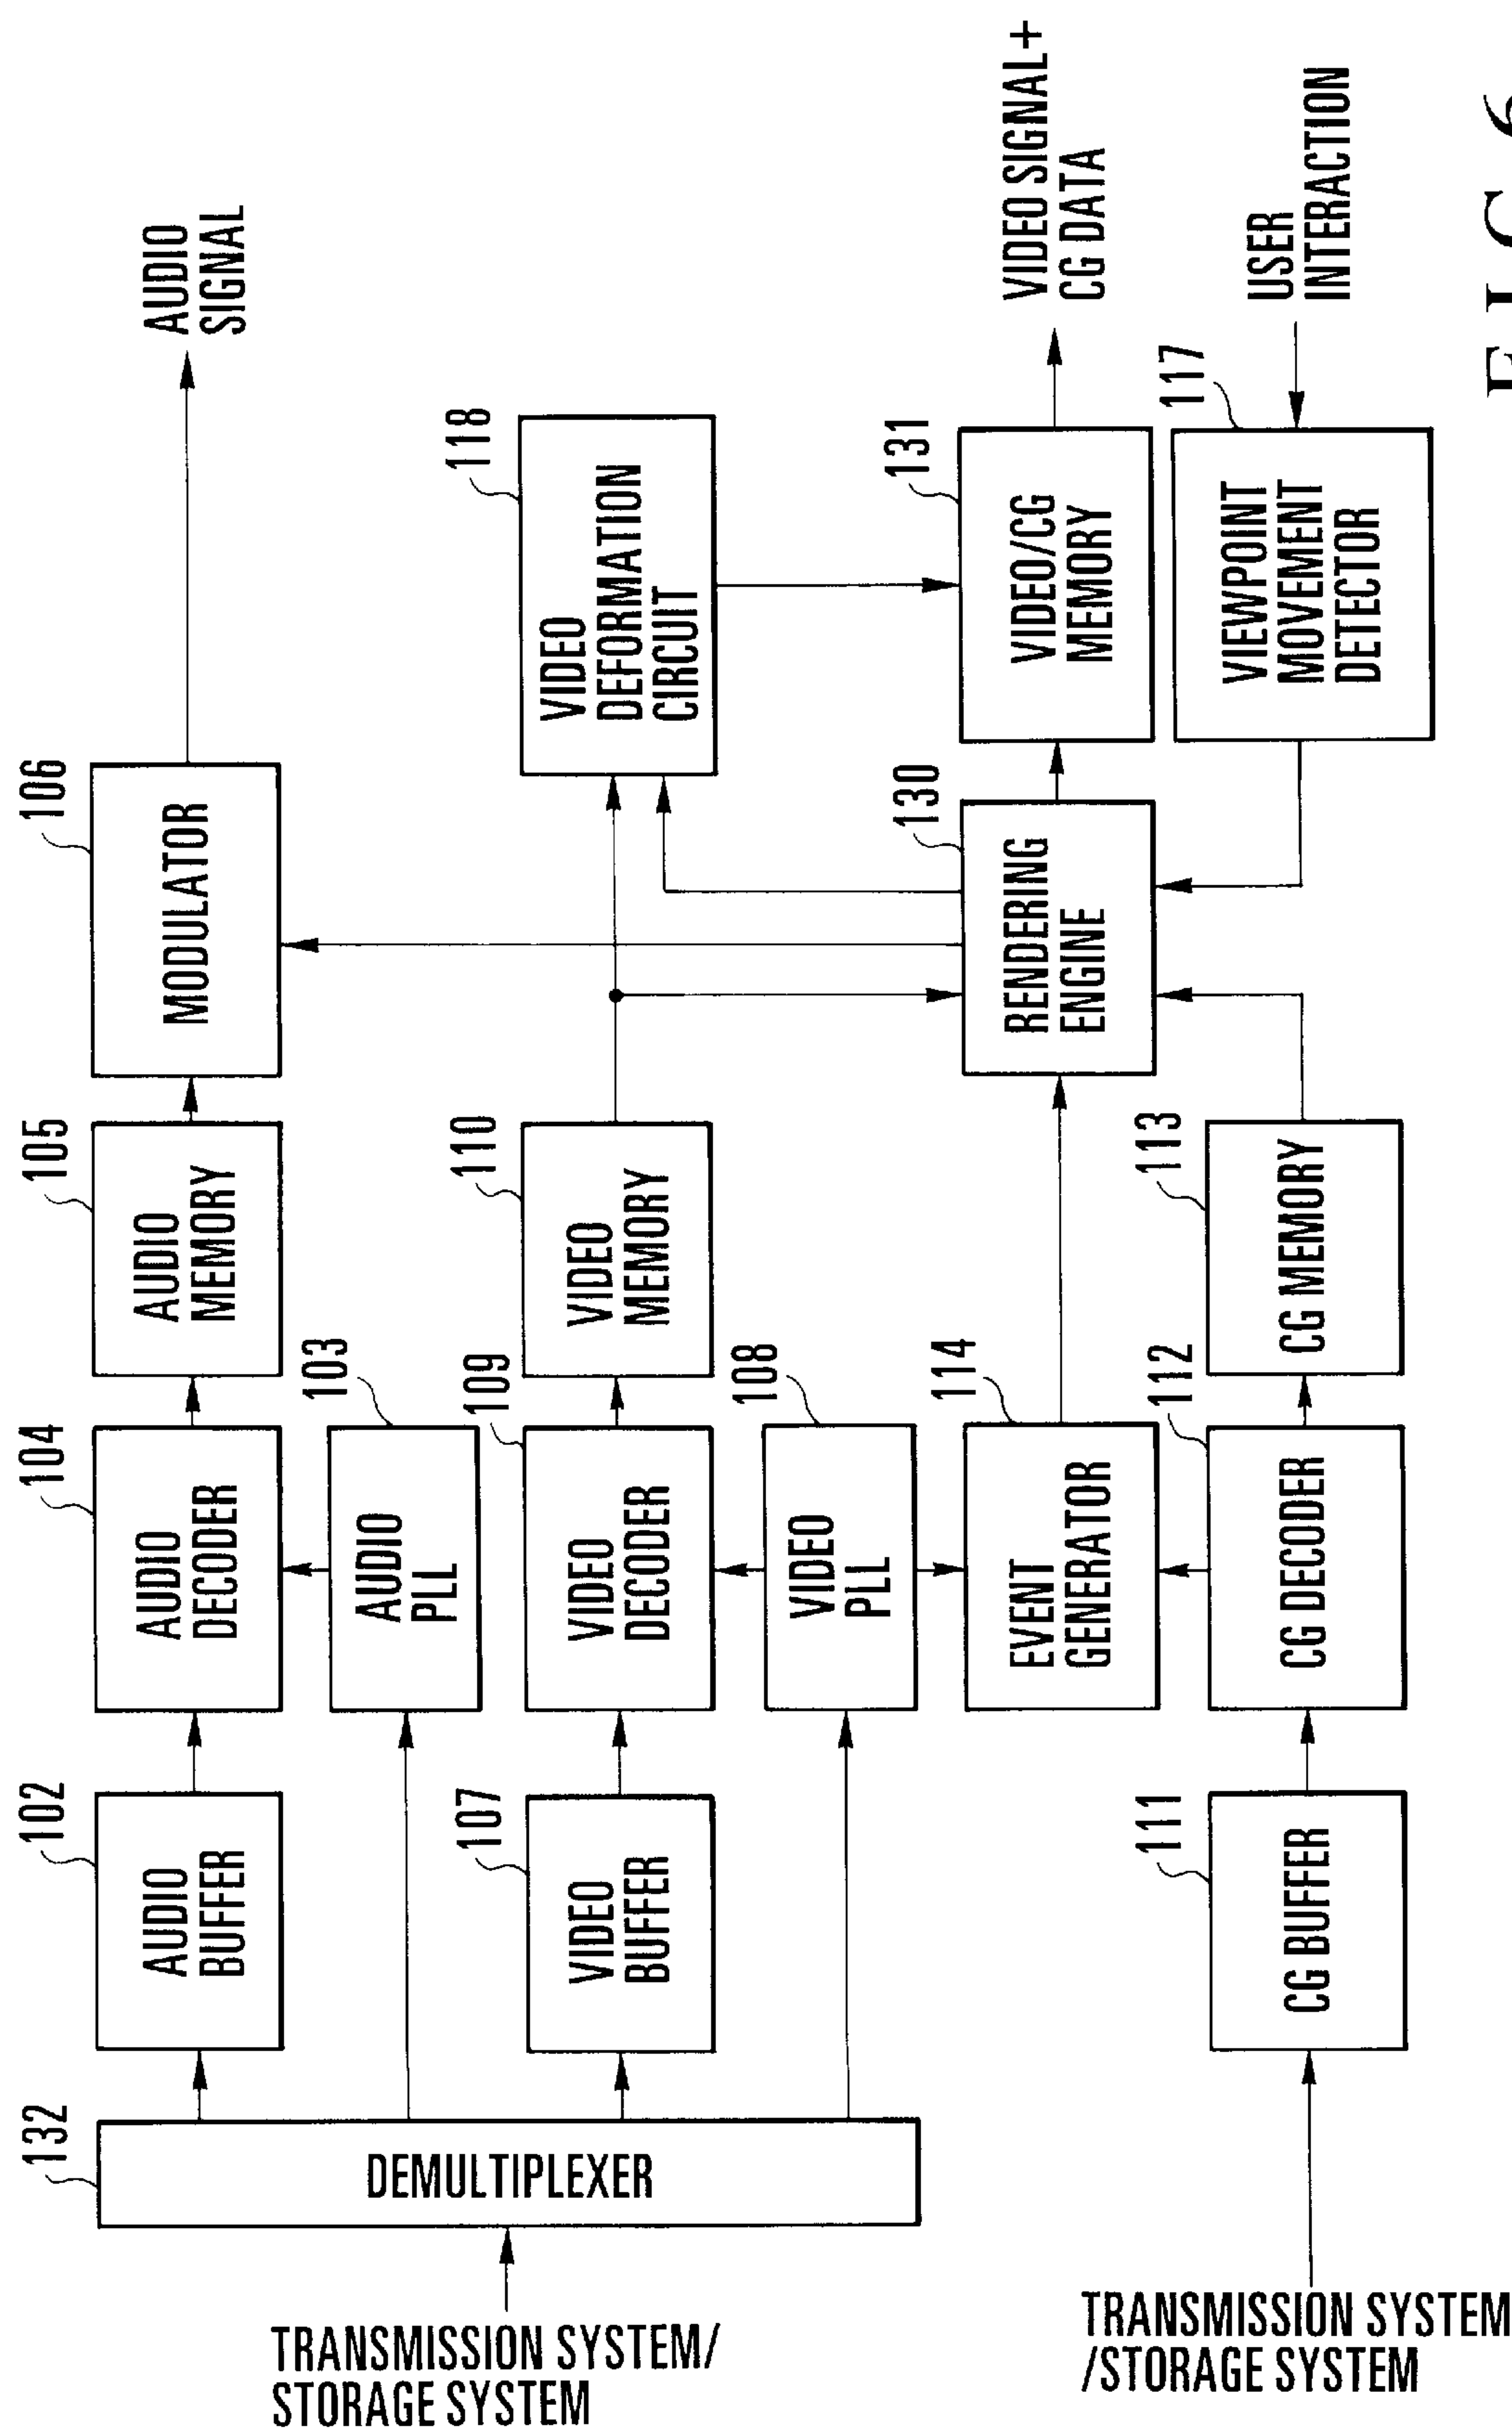 132
DEMULTIPLEXER
TRANSMISSION SYSTEM/
STORAGE SYSTEM
102
AUDIO
BUFFER
104
AUDIO
DECODER
105
AUDIO
MEMORY
106
MODULATOR
AUDIO
SIGNAL
103
AUDIO
PLL
107
VIDEO
BUFFER
109
VIDEO
DECODER
110
VIDEO
MEMORY
118
VIDEO
DEFORMATION
CIRCUIT
108
VIDEO
PLL
114
EVENT
GENERATOR
130
RENDERING
ENGINE
131
VIDEO/CG
MEMORY
VIDEO SIGNAL+
CG DATA
TRANSMISSION SYSTEM
/STORAGE SYSTEM
111
CG BUFFER
112
CG DECODER
113
CG MEMORY
117
VIEWPOINT
MOVEMENT
DETECTOR
USER
INTERACTION